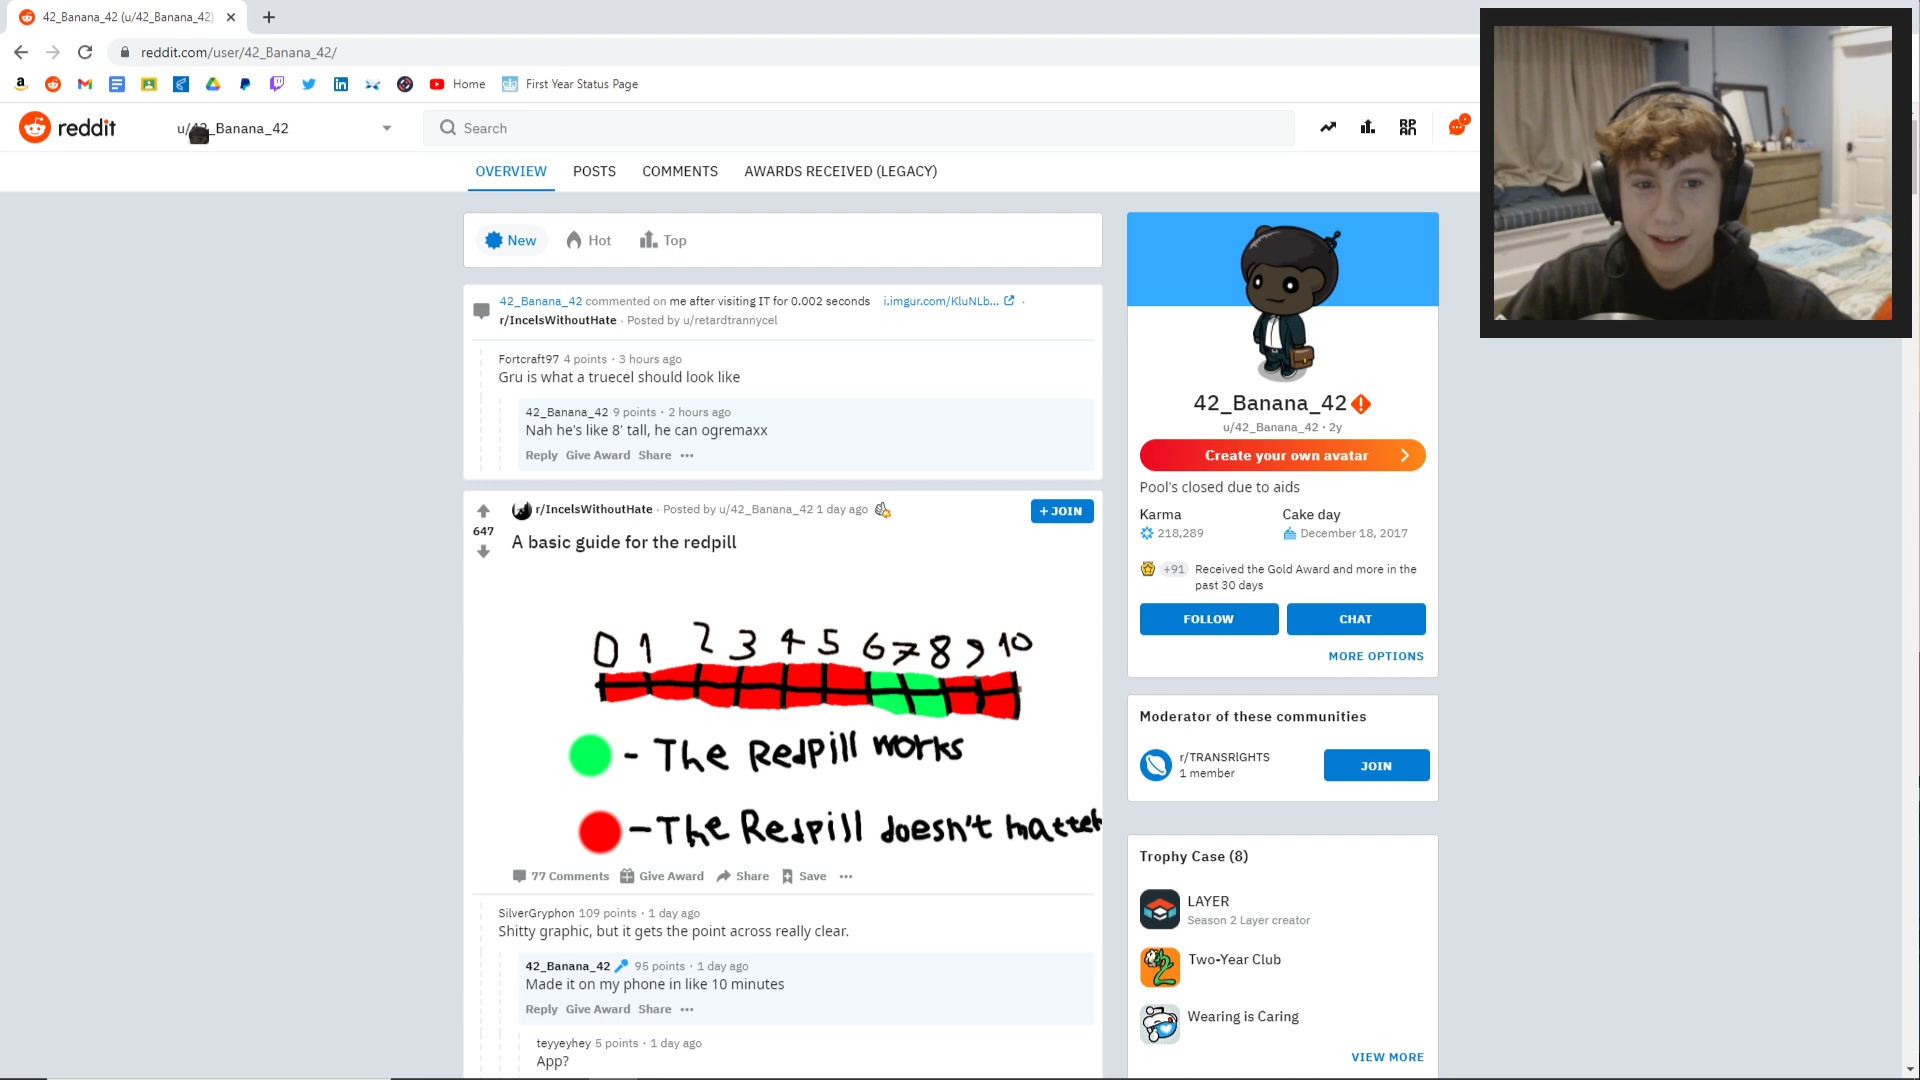 42_Banana_42 (u/42_Banana_42)
reddit.com/user/42_Banana_42/
Home
First Year Status Page
reddit
u/42_Banana_42
Search
OVERVIEW
POSTS
COMMENTS
AWARDS RECEIVED (LEGACY)
New
Hot
Top
42_Banana_42 commented on me after visiting IT for 0.002 seconds i.imgur.com/KluNLb... ·
r/IncelsWithoutHate · Posted by u/retardtrannycel
Fortcraft97 4 points · 3 hours ago
Gru is what a truecel should look like
42_Banana_42 9 points · 2 hours ago
Nah he's like 8' tall, he can ogremaxx
Reply Give Award Share ···
r/IncelsWithoutHate · Posted by u/42_Banana_42 1 day ago
+ JOIN
647
A basic guide for the redpill
0 1 2 3 4 5 6 7 8 9 10
- The Redpill works
- The Redpill doesn't matter
77 Comments Give Award Share Save ···
SilverGryphon 109 points · 1 day ago
Shitty graphic, but it gets the point across really clear.
42_Banana_42 95 points · 1 day ago
Made it on my phone in like 10 minutes
Reply Give Award Share ···
teyyeyhey 5 points · 1 day ago
App?
42_Banana_42
u/42_Banana_42 · 2y
Create your own avatar
Pool's closed due to aids
Karma
Cake day
218,289
December 18, 2017
+91 Received the Gold Award and more in the
past 30 days
FOLLOW
CHAT
MORE OPTIONS
Moderator of these communities
r/TRANSRlGHTS
1 member
JOIN
Trophy Case (8)
LAYER
Season 2 Layer creator
Two-Year Club
Wearing is Caring
VIEW MORE